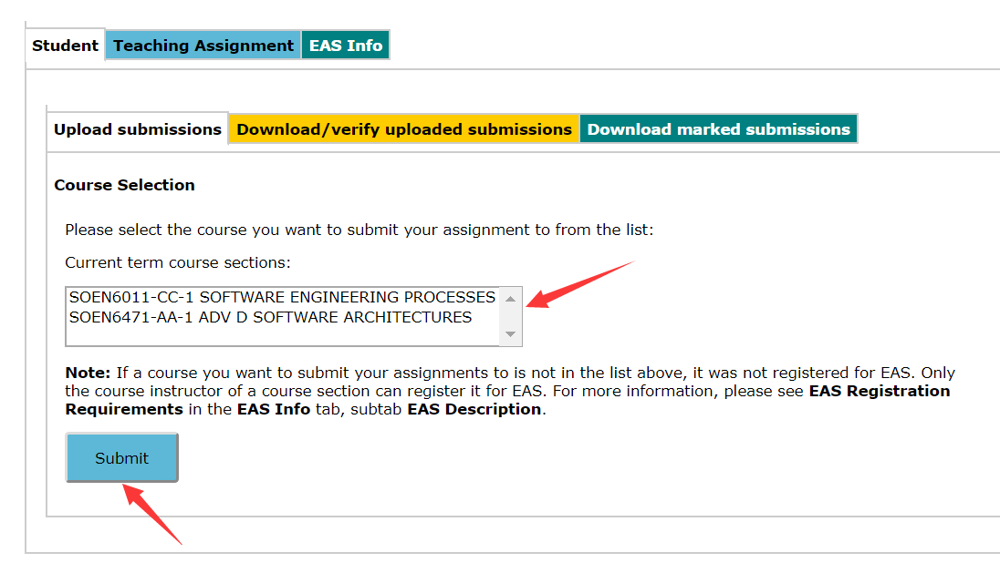 Student Teaching Assignment EAS Info
Upload submissions Download/verify uploaded submissions Download marked submissions
Course Selection
Please select the course you want to submit your assignment to from the list:
Current term course sections:
SOEN6011-CC-1 SOFTWARE ENGINEERING PROCESSES
SOEN6471-AA-1 ADV D SOFTWARE ARCHITECTURES
Note: If a course you want to submit your assignments to is not in the list above, it was not registered for EAS. Only
the course instructor of a course section can register it for EAS. For more information, please see EAS Registration
Requirements in the EAS Info tab, subtab EAS Description.
Submit